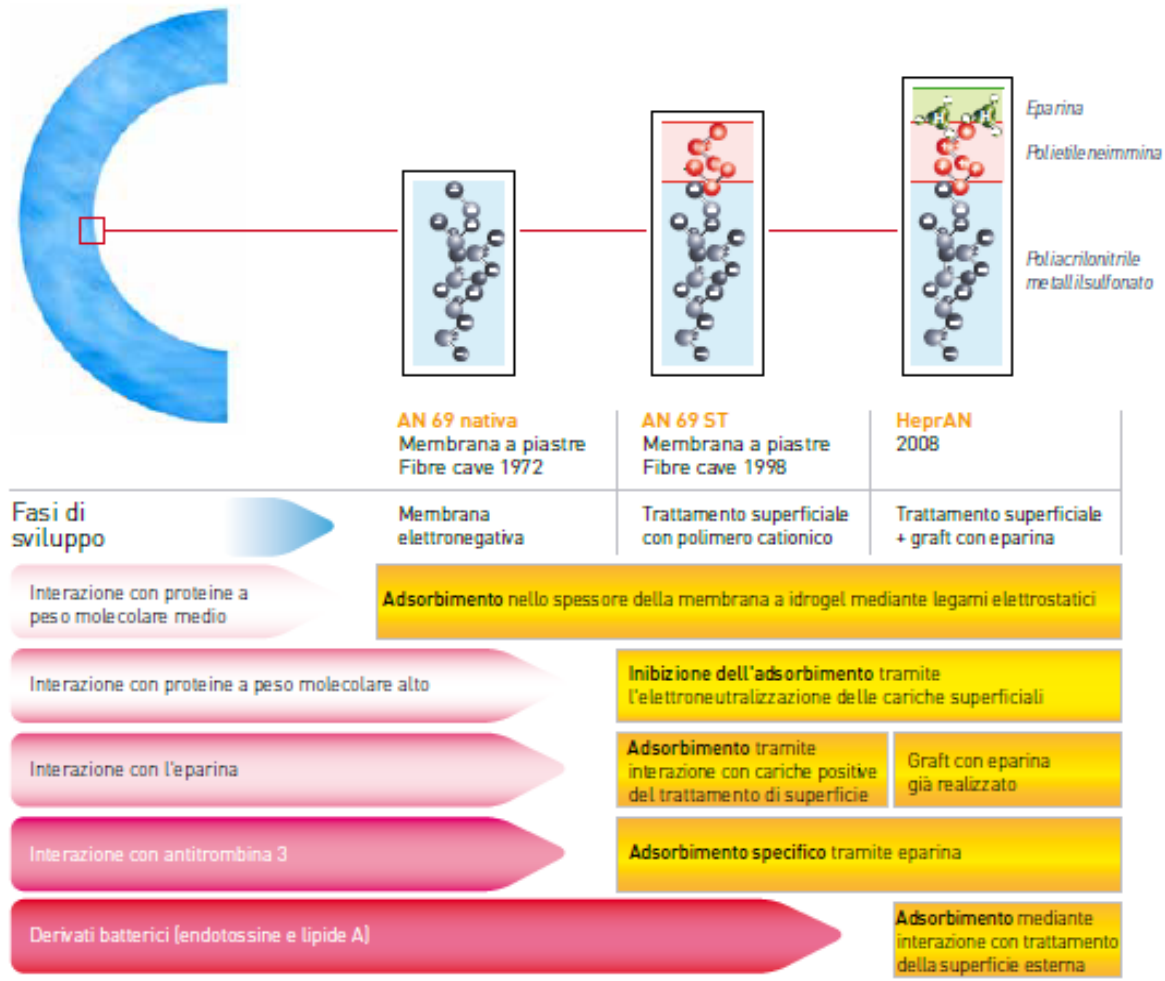 Eparina
Polietileneimmina
Poliacrilonitrile
metallilsulfonato
AN 69 nativa
Membrana a piastre
Fibre cave 1972
AN 69 ST
Membrana a piastre
Fibre cave 1998
HeprAN
2008
Fasi di
sviluppo
Membrana
elettronegativa
Trattamento superficiale
con polimero cationico
Trattamento superficiale
+ graft con eparina
Interazione con proteine a
peso molecolare medio
Adsorbimento nello spessore della membrana a idrogel mediante legami elettrostatici
Interazione con proteine a peso molecolare alto
Inibizione dell'adsorbimento tramite
l'elettroneutralizzazione delle cariche superficiali
Interazione con l'eparina
Adsorbimento tramite
interazione con cariche positive
del trattamento di superficie
Graft con eparina
già realizzato
Interazione con antitrombina 3
Adsorbimento specifico tramite eparina
Derivati batterici (endotossine e lipide A)
Adsorbimento mediante
interazione con trattamento
della superficie esterna